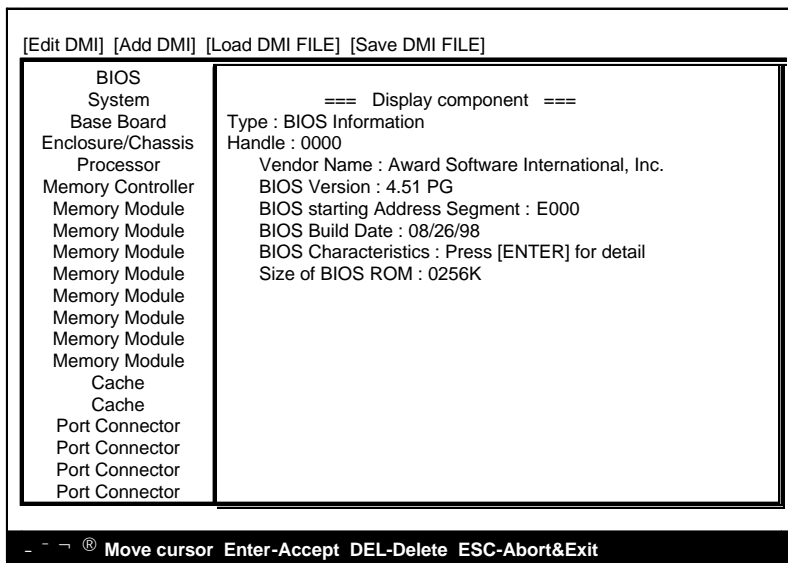 [Edit DMI] [Add DMI] [Load DMI FILE] [Save DMI FILE]
BIOS
System
Base Board
Enclosure/Chassis
Processor
Memory Controller
Memory Module
Memory Module
Memory Module
Memory Module
Memory Module
Memory Module
Memory Module
Memory Module
Cache
Cache
Port Connector
Port Connector
Port Connector
Port Connector
=== Display component ===
Type : BIOS Information
Handle : 0000
Vendor Name : Award Software International, Inc.
BIOS Version : 4.51 PG
BIOS starting Address Segment : E000
BIOS Build Date : 08/26/98
BIOS Characteristics : Press [ENTER] for detail
Size of BIOS ROM : 0256K
- - ¬ ® Move cursor Enter-Accept DEL-Delete ESC-Abort&Exit